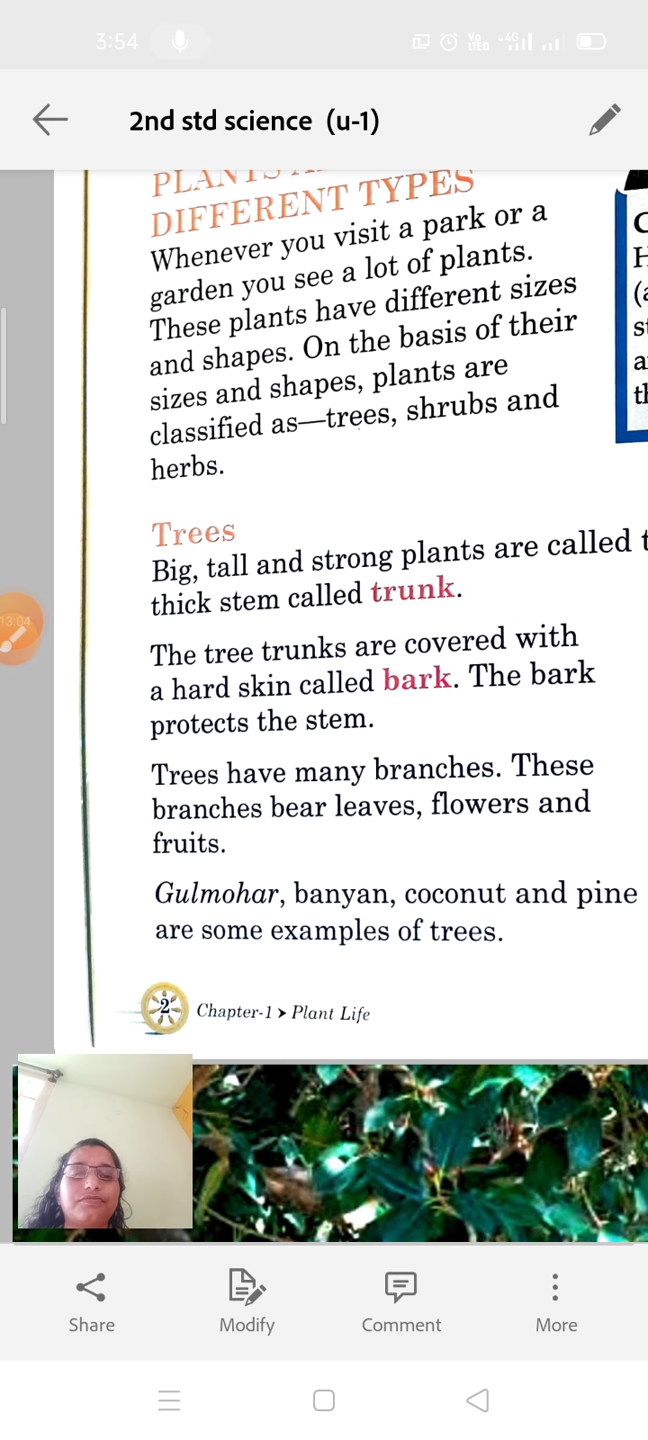 3:54
Vo
LTED
+4G
2nd std science (u-1)
DIFFERENT TYPES
Whenever you visit a park or a
garden you see a lot of plants.
These plants have different sizes
and shapes. On the basis of their
sizes and shapes, plants are
classified as—trees, shrubs and
herbs.
Trees
Big, tall and strong plants are called
thick stem called trunk.
13:04
The tree trunks are covered with
a hard skin called bark. The bark
protects the stem.
Trees have many branches. These
branches bear leaves, flowers and
fruits.
Gulmohar, banyan, coconut and pine
are some examples of trees.
2 Chapter-1 > Plant Life
Share
Modify
Comment
More